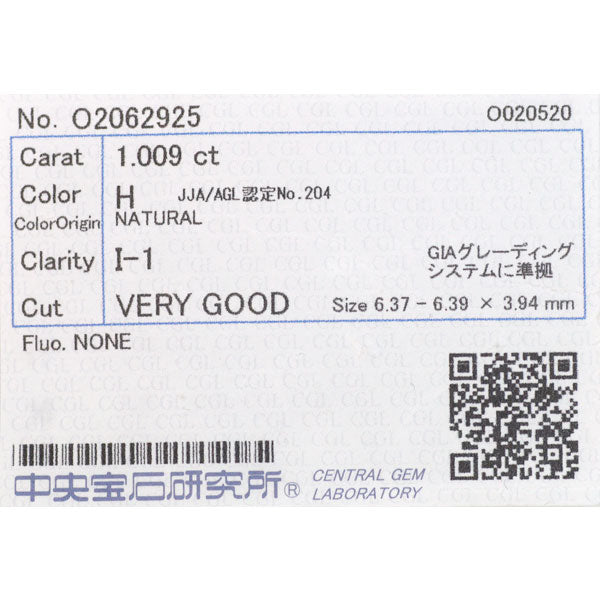 No. O2062925 O020520
Carat 1.009 ct
Color H JJA/AGL認定No.204
ColorOrigin NATURAL
Clarity I-1 GIAグレーディング
システムに準拠
Cut VERY GOOD Size 6.37 - 6.39 × 3.94 mm
Fluo. NONE
中央宝石研究所® CENTRAL GEM
LABORATORY